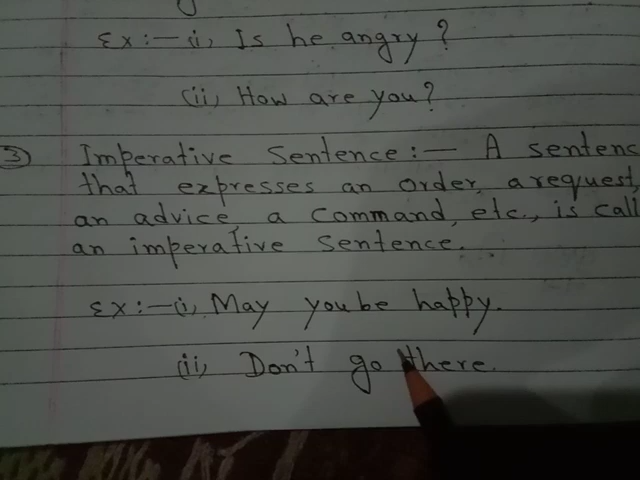 Ex:- (i) Is he angry?
(ii) How are you?
(3) Imperative Sentence:- A sentenc
that expresses an order, a request,
an advice, a command, etc., is call
an imperative sentence.
Ex:- (i) May you be happy.
(ii) Don't go there.